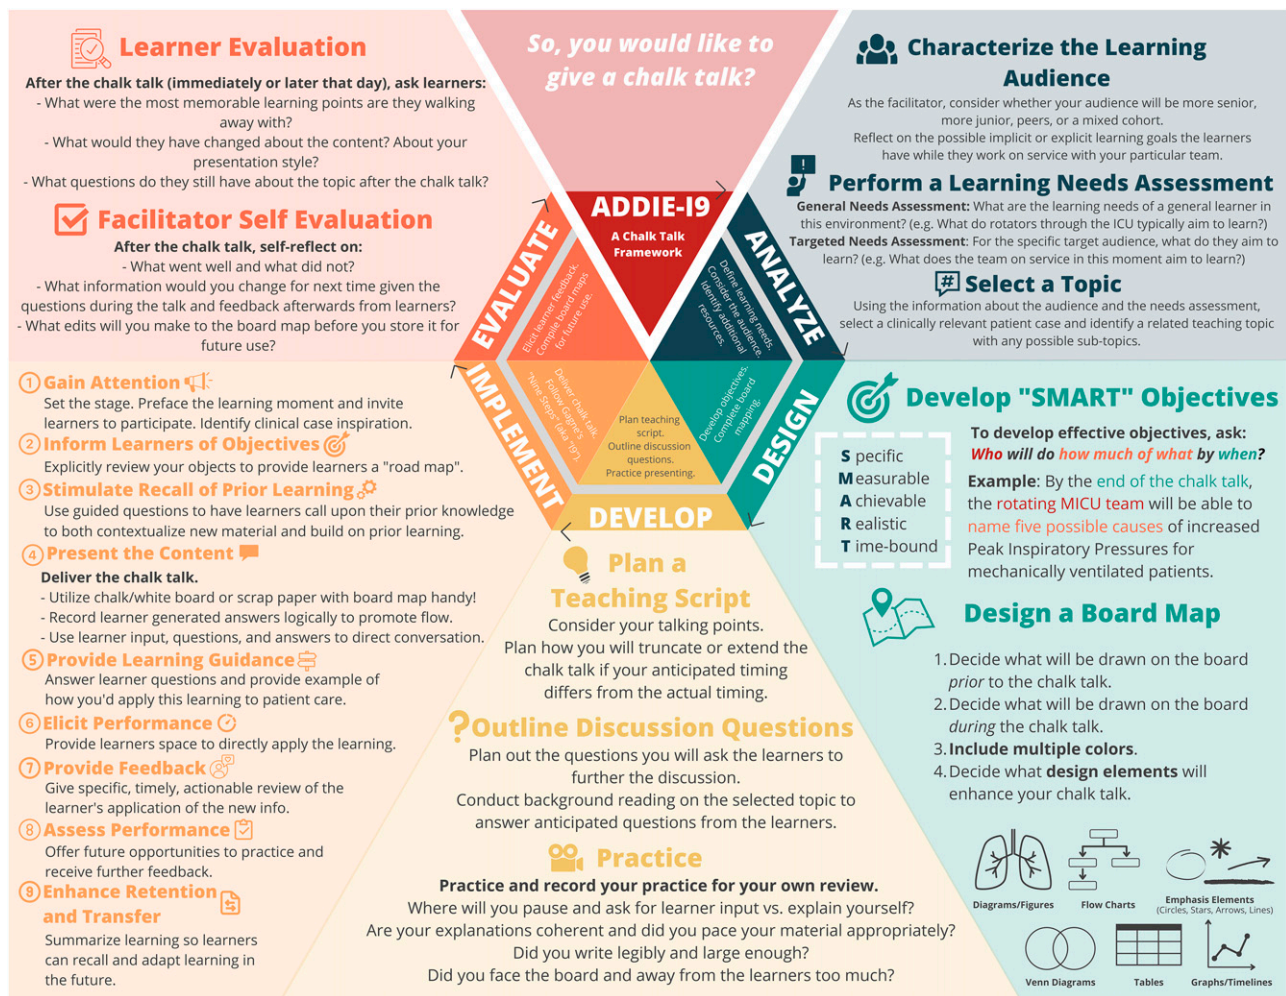 So, you would like to
give a chalk talk?
ADDIE-I9
A Chalk Talk
Framework
ANALYZE
Define learning needs.
Consider the audience.
Identify additional
resources.
DESIGN
Develop objectives.
Complete board
mapping.
DEVELOP
Plan teaching
script.
Outline discussion
questions.
Practice presenting.
IMPLEMENT
Deliver chalk talk.
Follow Gagne's
"Nine Steps" (aka "I9").
EVALUATE
Elicit learner feedback.
Compile board maps
for future use.
Characterize the Learning
Audience
As the facilitator, consider whether your audience will be more senior,
more junior, peers, or a mixed cohort.
Reflect on the possible implicit or explicit learning goals the learners
have while they work on service with your particular team.
Perform a Learning Needs Assessment
General Needs Assessment: What are the learning needs of a general learner in
this environment? (e.g. What do rotators through the ICU typically aim to learn?)
Targeted Needs Assessment: For the specific target audience, what do they aim to
learn? (e.g. What does the team on service in this moment aim to learn?)
# Select a Topic
Using the information about the audience and the needs assessment,
select a clinically relevant patient case and identify a related teaching topic
with any possible sub-topics.
Develop "SMART" Objectives
S pecific
M easurable
A chievable
R ealistic
T ime-bound
To develop effective objectives, ask:
Who will do how much of what by when?
Example: By the end of the chalk talk,
the rotating MICU team will be able to
name five possible causes of increased
Peak Inspiratory Pressures for
mechanically ventilated patients.
Design a Board Map
1. Decide what will be drawn on the board
prior to the chalk talk.
2. Decide what will be drawn on the board
during the chalk talk.
3. Include multiple colors.
4. Decide what design elements will
enhance your chalk talk.
Diagrams/Figures
Flow Charts
Emphasis Elements
(Circles, Stars, Arrows, Lines)
Venn Diagrams
Tables
Graphs/Timelines
Plan a
Teaching Script
Consider your talking points.
Plan how you will truncate or extend the
chalk talk if your anticipated timing
differs from the actual timing.
? Outline Discussion Questions
Plan out the questions you will ask the learners to
further the discussion.
Conduct background reading on the selected topic to
answer anticipated questions from the learners.
Practice
Practice and record your practice for your own review.
Where will you pause and ask for learner input vs. explain yourself?
Are your explanations coherent and did you pace your material appropriately?
Did you write legibly and large enough?
Did you face the board and away from the learners too much?
1 Gain Attention
Set the stage. Preface the learning moment and invite
learners to participate. Identify clinical case inspiration.
2 Inform Learners of Objectives
Explicitly review your objects to provide learners a "road map".
3 Stimulate Recall of Prior Learning
Use guided questions to have learners call upon their prior knowledge
to both contextualize new material and build on prior learning.
4 Present the Content
Deliver the chalk talk.
- Utilize chalk/white board or scrap paper with board map handy!
- Record learner generated answers logically to promote flow.
- Use learner input, questions, and answers to direct conversation.
5 Provide Learning Guidance
Answer learner questions and provide example of
how you'd apply this learning to patient care.
6 Elicit Performance
Provide learners space to directly apply the learning.
7 Provide Feedback
Give specific, timely, actionable review of the
learner's application of the new info.
8 Assess Performance
Offer future opportunities to practice and
receive further feedback.
9 Enhance Retention
and Transfer
Summarize learning so learners
can recall and adapt learning in
the future.
Learner Evaluation
After the chalk talk (immediately or later that day), ask learners:
- What were the most memorable learning points are they walking
away with?
- What would they have changed about the content? About your
presentation style?
- What questions do they still have about the topic after the chalk talk?
Facilitator Self Evaluation
After the chalk talk, self-reflect on:
- What went well and what did not?
- What information would you change for next time given the
questions during the talk and feedback afterwards from learners?
- What edits will you make to the board map before you store it for
future use?